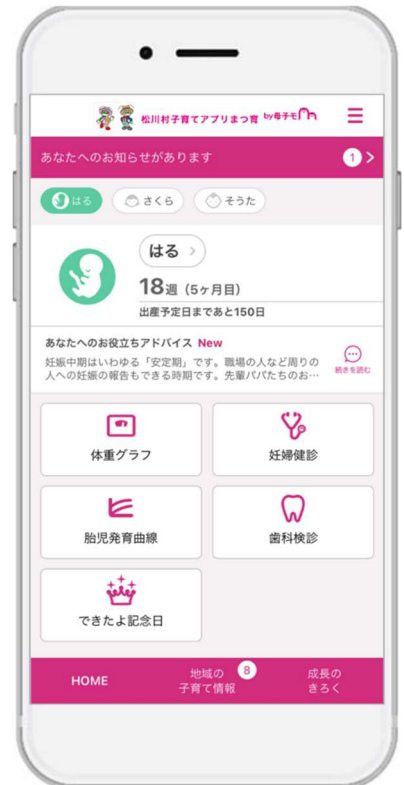 松川村子育てアプリまつ育 by母子モ
あなたへのお知らせがあります 1
はる さくら そうた
はる
18週 (5ヶ月目)
出産予定日まであと150日
あなたへのお役立ちアドバイス New
妊娠中期はいわゆる「安定期」です。職場の人など周りの
人への妊娠の報告もできる時期です。先輩パパたちのお…
続きを読む
体重グラフ 妊婦健診
胎児発育曲線 歯科検診
できたよ記念日
HOME
地域の 8
子育て情報
成長の
きろく